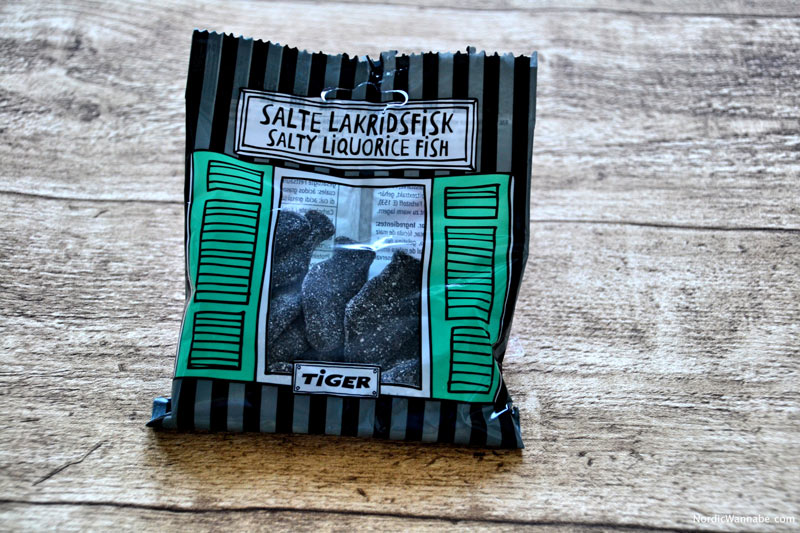 SALTE LAKRIDSFISK
SALTY LIQUORICE FISH
TiGER
NordicWannabe.com